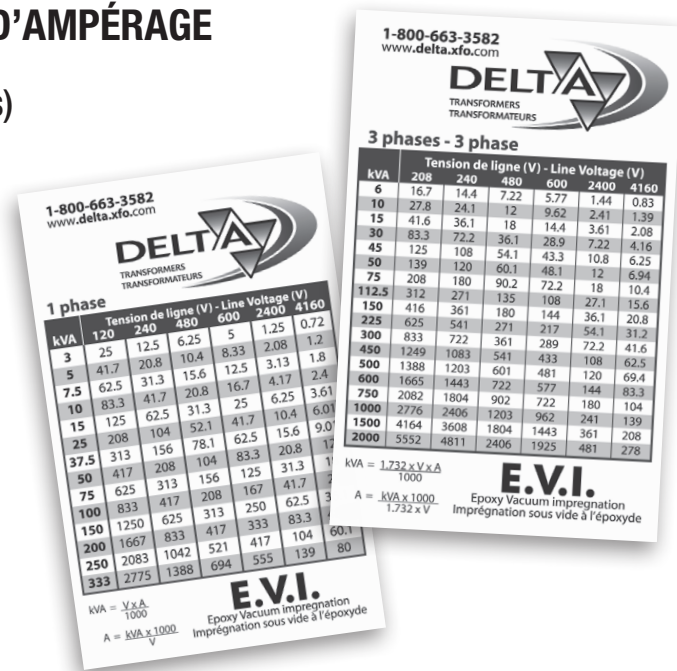 D'AMPÉRAGE
s)
1-800-663-3582
www.delta.xfo.com
DELTA
TRANSFORMERS
TRANSFORMATEURS
1 phase
Tension de ligne (V) - Line Voltage (V)
kVA 120 240 480 600 2400 4160
3 25 12.5 6.25 5 1.25 0.72
5 41.7 20.8 10.4 8.33 2.08 1.2
7.5 62.5 31.3 15.6 12.5 3.13 1.8
10 83.3 41.7 20.8 16.7 4.17 2.4
15 125 62.5 31.3 25 6.25 3.61
25 208 104 52.1 41.7 10.4 6.01
37.5 313 156 78.1 62.5 15.6 9.01
50 417 208 104 83.3 20.8
75 625 313 156 125 31.3
100 833 417 208 167 41.7
150 1250 625 313 250 62.5
200 1667 833 417 333 83.3
250 2083 1042 521 417 104 60.1
333 2775 1388 694 555 139 80
kVA = V x A
1000
A = kVA x 1000
V
E.V.I.
Epoxy Vacuum impregnation
Imprégnation sous vide à l'époxyde
1-800-663-3582
www.delta.xfo.com
DELTA
TRANSFORMERS
TRANSFORMATEURS
3 phases - 3 phase
Tension de ligne (V) - Line Voltage (V)
kVA 208 240 480 600 2400 4160
6 16.7 14.4 7.22 5.77 1.44 0.83
10 27.8 24.1 12 9.62 2.41 1.39
15 41.6 36.1 18 14.4 3.61 2.08
30 83.3 72.2 36.1 28.9 7.22 4.16
45 125 108 54.1 43.3 10.8 6.25
50 139 120 60.1 48.1 12 6.94
75 208 180 90.2 72.2 18 10.4
112.5 312 271 135 108 27.1 15.6
150 416 361 180 144 36.1 20.8
225 625 541 271 217 54.1 31.2
300 833 722 361 289 72.2 41.6
450 1249 1083 541 433 108 62.5
500 1388 1203 601 481 120 69.4
600 1665 1443 722 577 144 83.3
750 2082 1804 902 722 180 104
1000 2776 2406 1203 962 241 139
1500 4164 3608 1804 1443 361 208
2000 5552 4811 2406 1925 481 278
kVA = 1.732 x V x A
1000
A = kVA x 1000
1.732 x V
E.V.I.
Epoxy Vacuum impregnation
Imprégnation sous vide à l'époxyde